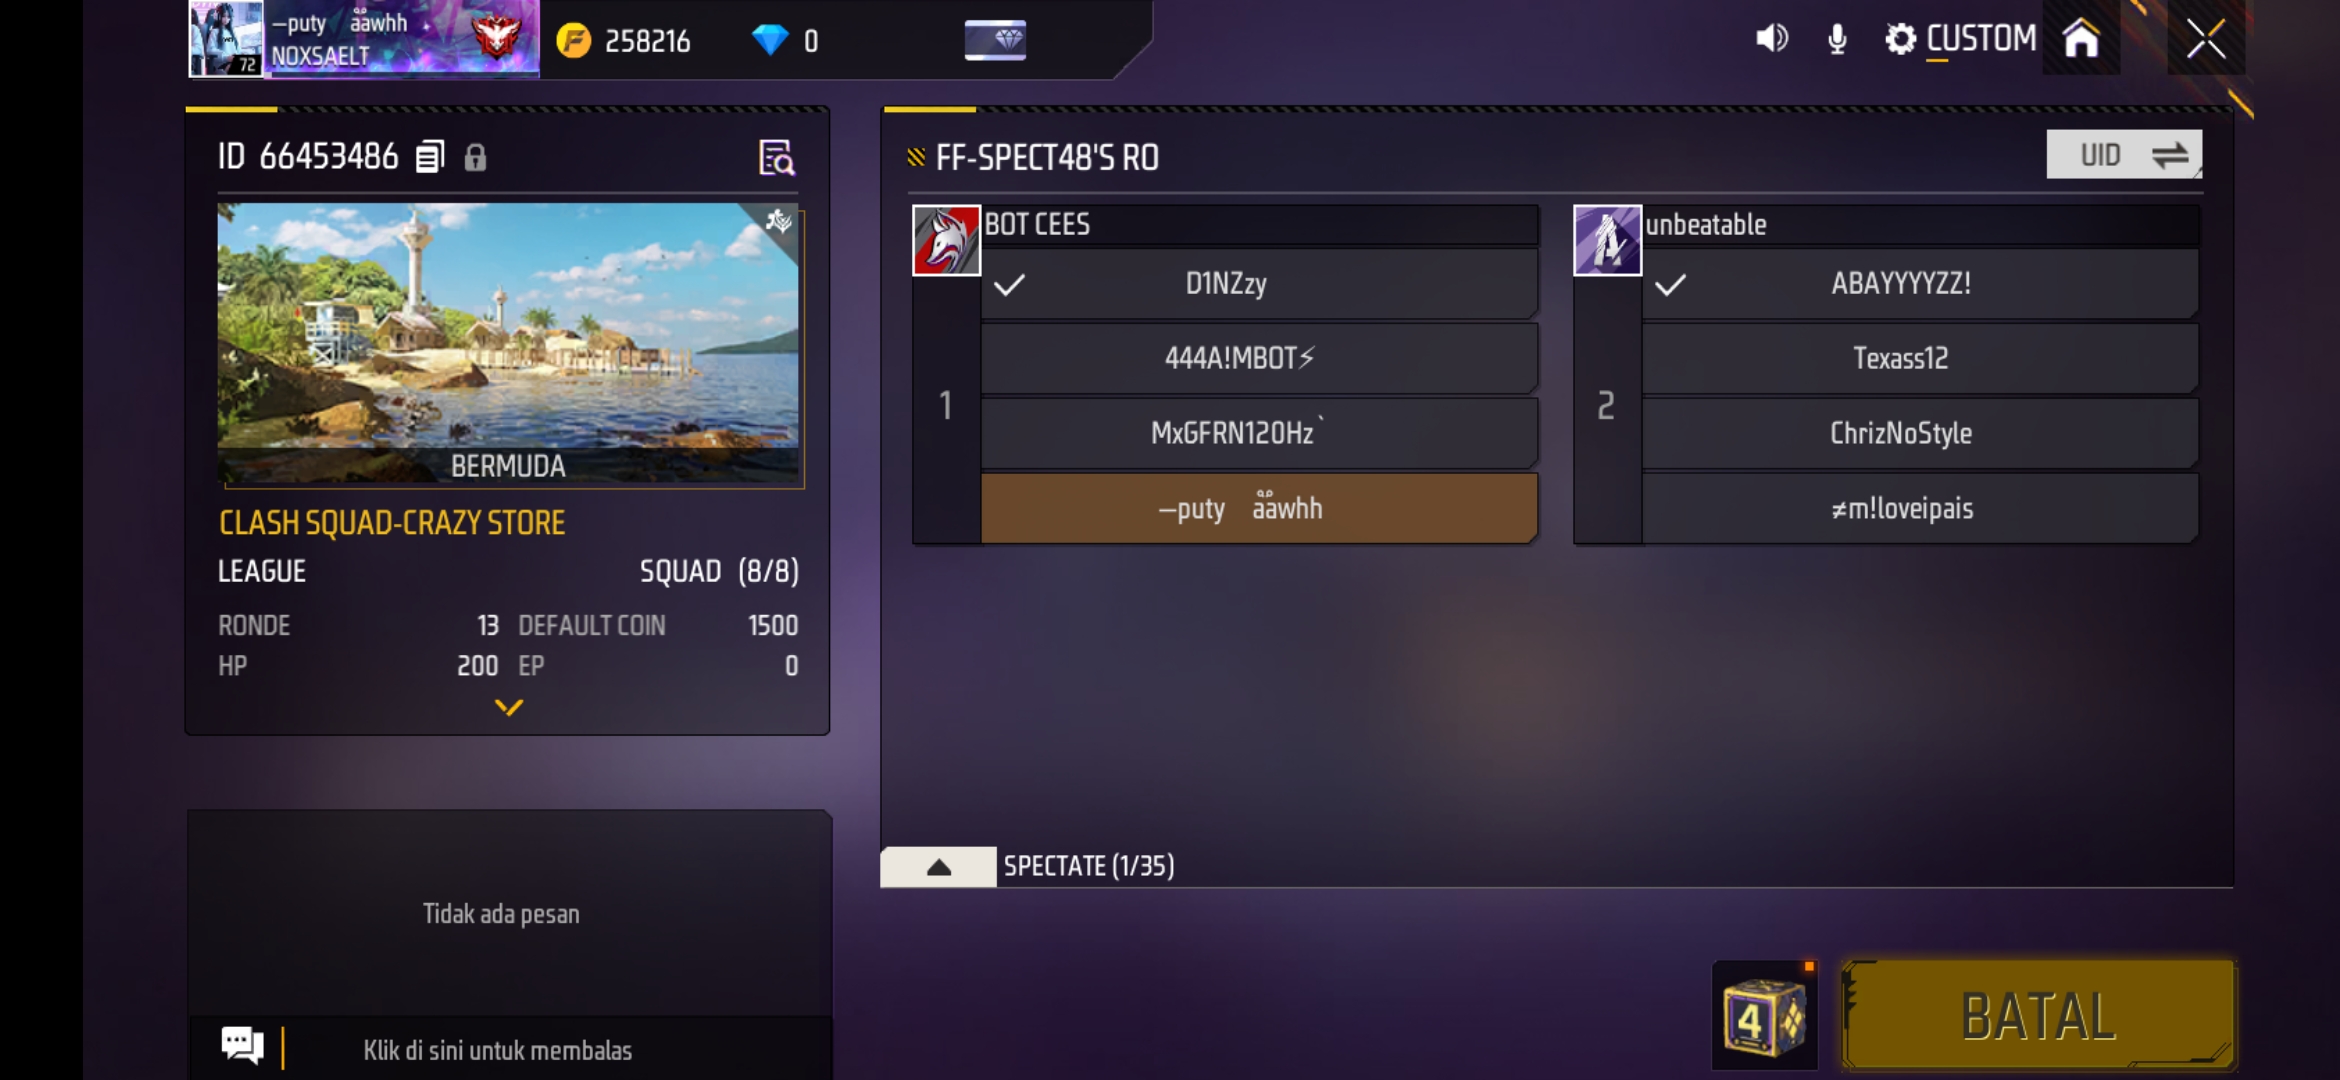 —puty ååwhh
NOXSAELT
72
258216
0
CUSTOM
ID 66453486
BERMUDA
CLASH SQUAD-CRAZY STORE
LEAGUE SQUAD (8/8)
RONDE 13 DEFAULT COIN 1500
HP 200 EP 0
Tidak ada pesan
Klik di sini untuk membalas
FF-SPECT48'S RO
UID
BOT CEES
1
D1NZzy
444A!MBOT⚡
MxGFRN120Hz`
—puty ååwhh
unbeatable
2
ABAYYYYZZ!
Texass12
ChrizNoStyle
≠m!loveipais
SPECTATE (1/35)
4
BATAL